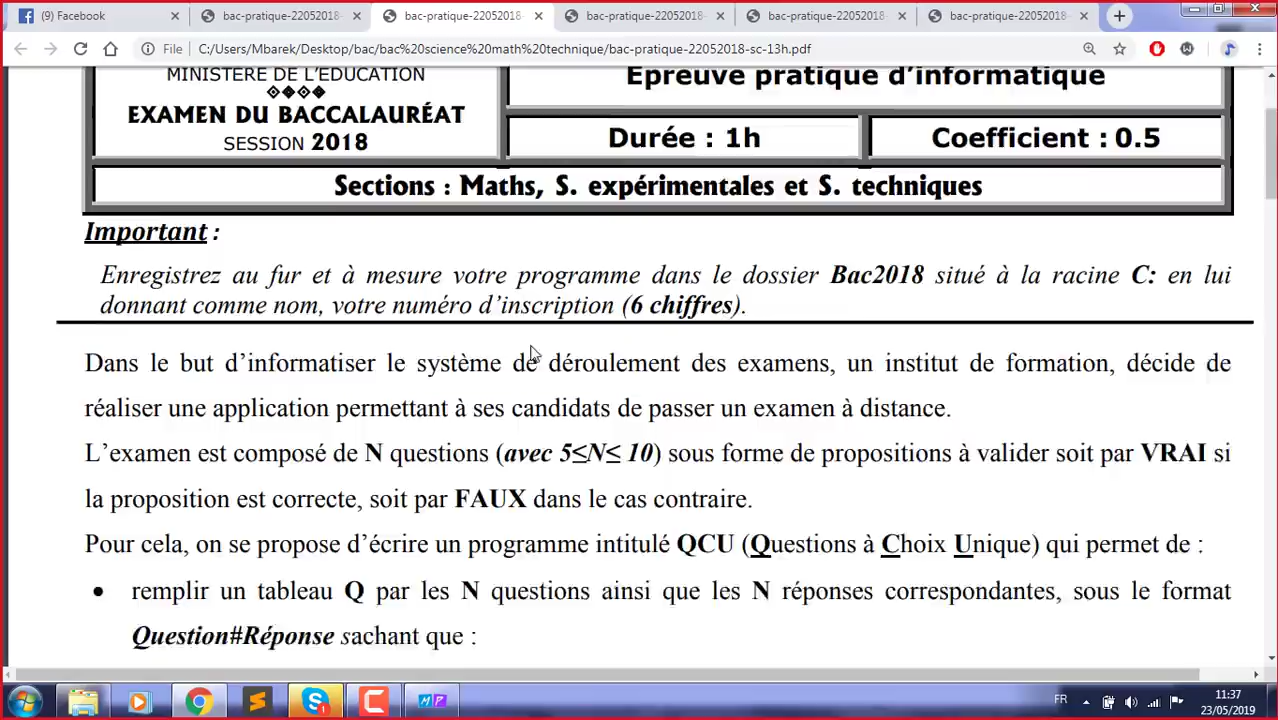 (9) Facebook
bac-pratique-22052018-
bac-pratique-22052018-
bac-pratique-22052018-
bac-pratique-22052018-
bac-pratique-22052018-
File C:/Users/Mbarek/Desktop/bac/bac%20science%20math%20technique/bac-pratique-22052018-sc-13h.pdf
MINISTERE DE L'EDUCATION
EXAMEN DU BACCALAURÉAT
SESSION 2018
Epreuve pratique d'informatique
Durée : 1h
Coefficient : 0.5
Sections : Maths, S. expérimentales et S. techniques
Important :
Enregistrez au fur et à mesure votre programme dans le dossier Bac2018 situé à la racine C: en lui
donnant comme nom, votre numéro d'inscription (6 chiffres).
Dans le but d'informatiser le système de déroulement des examens, un institut de formation, décide de
réaliser une application permettant à ses candidats de passer un examen à distance.
L'examen est composé de N questions (avec 5≤N≤ 10) sous forme de propositions à valider soit par VRAI si
la proposition est correcte, soit par FAUX dans le cas contraire.
Pour cela, on se propose d'écrire un programme intitulé QCU (Questions à Choix Unique) qui permet de :
• remplir un tableau Q par les N questions ainsi que les N réponses correspondantes, sous le format
Question#Réponse sachant que :
FR
11:37
23/05/2019